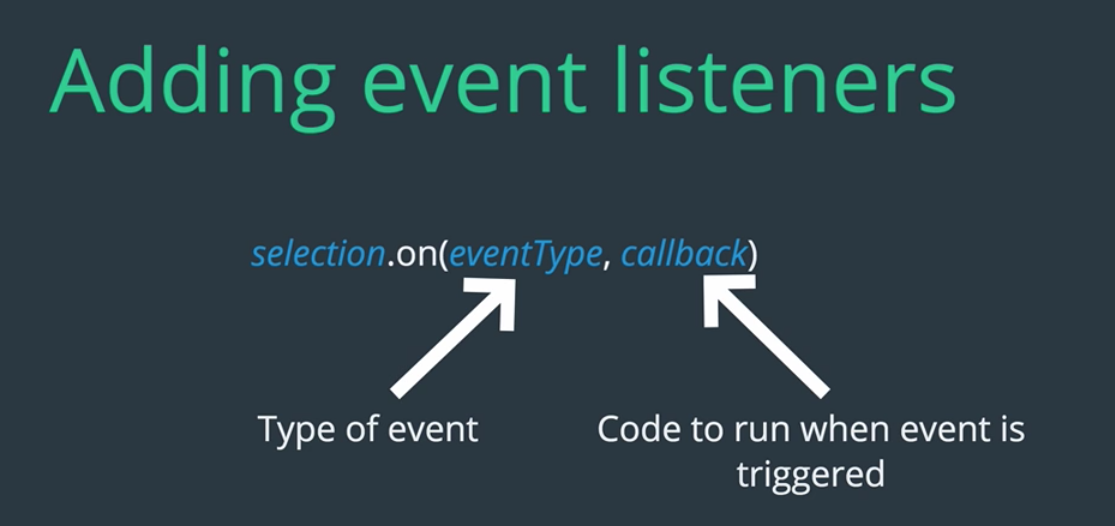 Adding event listeners
selection.on(eventType, callback)
Type of event
Code to run when event is
triggered